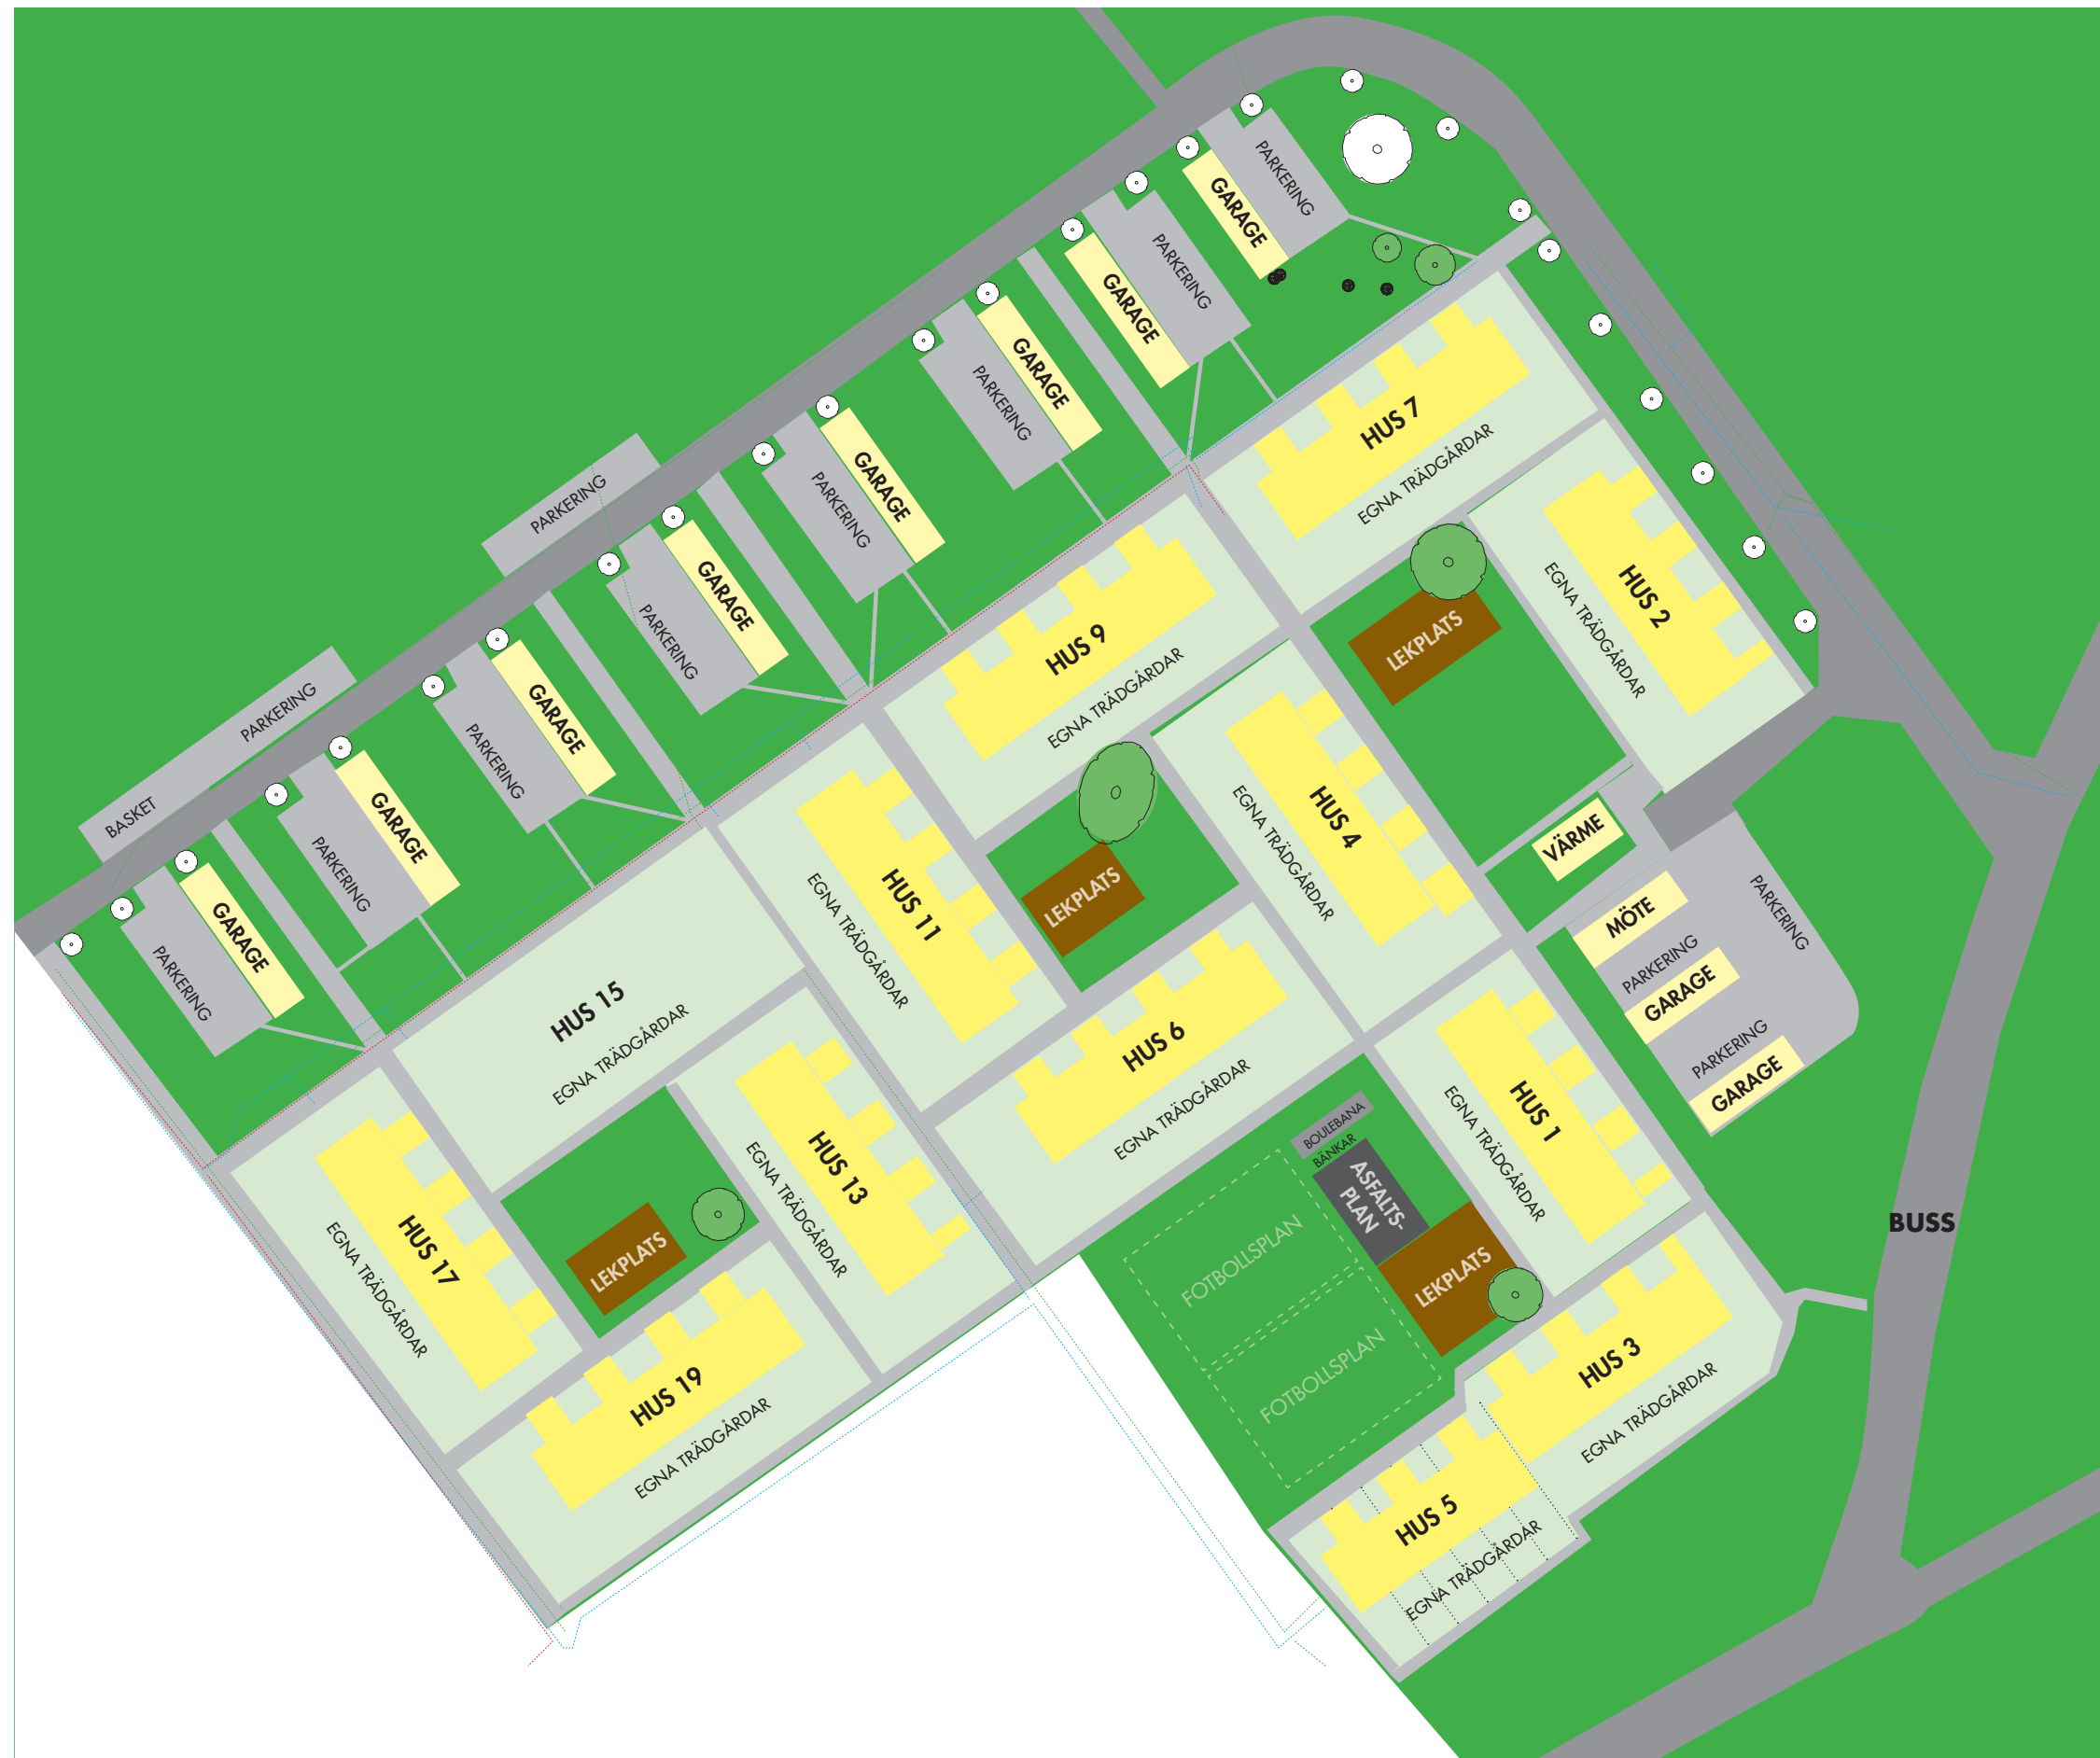 PARKERING
GARAGE
PARKERING
GARAGE
GARAGE
PARKERING
HUS 7
EGNA TRÄDGÅRDAR
GARAGE
PARKERING
PARKERING
GARAGE
PARKERING
HUS 2
EGNA TRÄDGÅRDAR
LEKPLATS
HUS 9
EGNA TRÄDGÅRDAR
PARKERING
BASKET
GARAGE
PARKERING
GARAGE
PARKERING
GARAGE
PARKERING
HUS 4
EGNA TRÄDGÅRDAR
VÄRME
LEKPLATS
HUS 11
EGNA TRÄDGÅRDAR
MÖTE
PARKERING
PARKERING
GARAGE
PARKERING
GARAGE
HUS 15
EGNA TRÄDGÅRDAR
HUS 6
EGNA TRÄDGÅRDAR
HUS 1
EGNA TRÄDGÅRDAR
BOULEBANA
BÄNKAR
ASFALTS-
PLAN
HUS 13
EGNA TRÄDGÅRDAR
HUS 17
EGNA TRÄDGÅRDAR
LEKPLATS
FOTBOLLSPLAN
FOTBOLLSPLAN
LEKPLATS
BUSS
HUS 19
EGNA TRÄDGÅRDAR
HUS 3
EGNA TRÄDGÅRDAR
HUS 5
EGNA TRÄDGÅRDAR